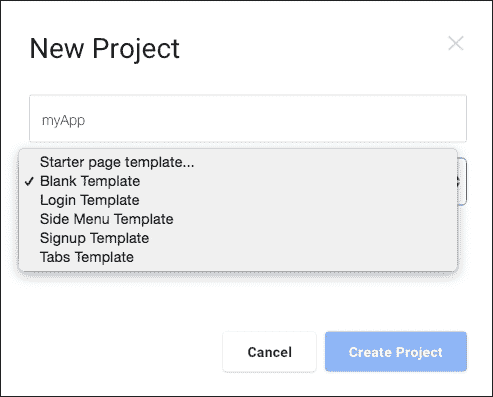 New Project
myApp
Starter page template...
✓ Blank Template
Login Template
Side Menu Template
Signup Template
Tabs Template
Cancel
Create Project